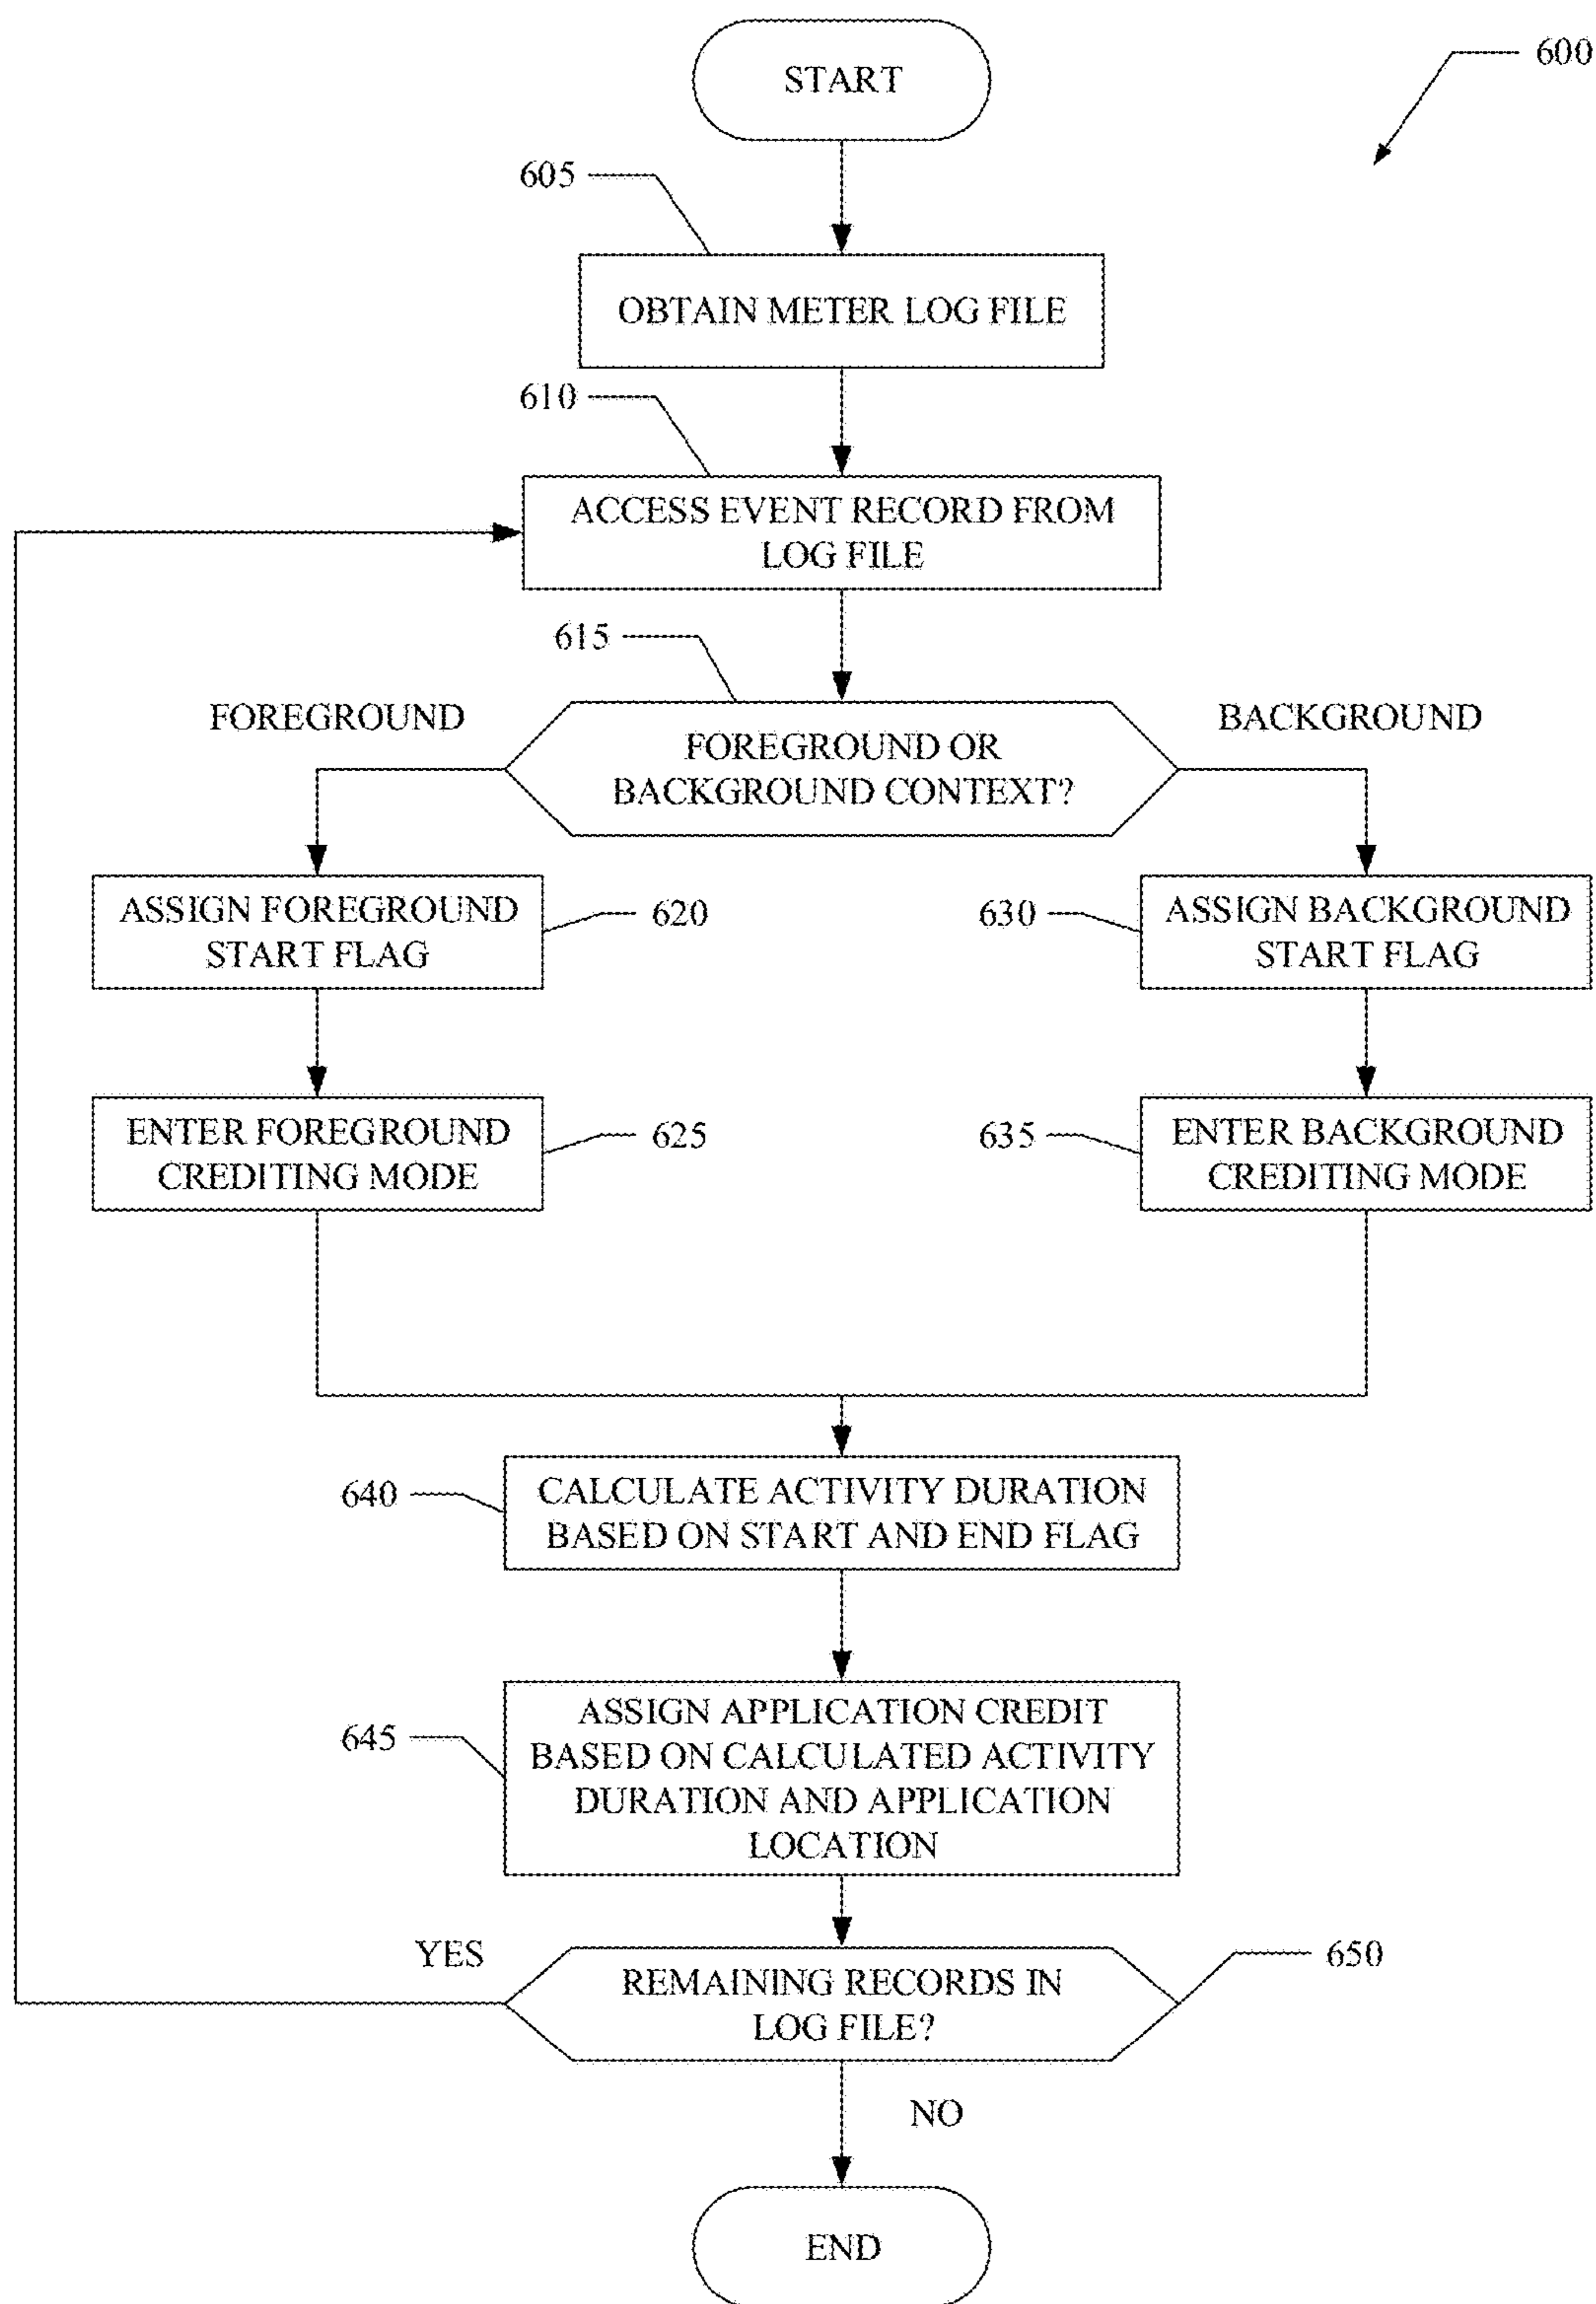 START
600
605
OBTAIN METER LOG FILE
610
ACCESS EVENT RECORD FROM
LOG FILE
615
FOREGROUND
BACKGROUND
FOREGROUND OR
BACKGROUND CONTEXT?
ASSIGN FOREGROUND
START FLAG
620
630
ASSIGN BACKGROUND
START FLAG
ENTER FOREGROUND
CREDITING MODE
625
635
ENTER BACKGROUND
CREDITING MODE
640
CALCULATE ACTIVITY DURATION
BASED ON START AND END FLAG
645
ASSIGN APPLICATION CREDIT
BASED ON CALCULATED ACTIVITY
DURATION AND APPLICATION
LOCATION
YES
650
REMAINING RECORDS IN
LOG FILE?
NO
END